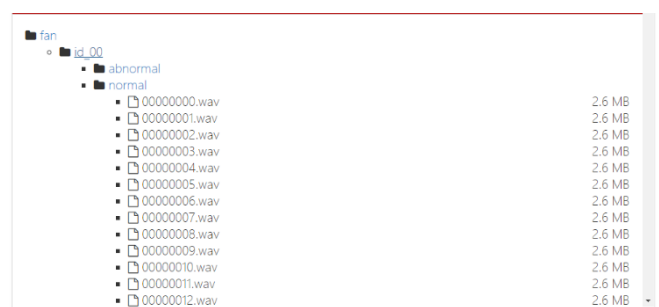 fan
id_00
abnormal
normal
00000000.wav 2.6 MB
00000001.wav 2.6 MB
00000002.wav 2.6 MB
00000003.wav 2.6 MB
00000004.wav 2.6 MB
00000005.wav 2.6 MB
00000006.wav 2.6 MB
00000007.wav 2.6 MB
00000008.wav 2.6 MB
00000009.wav 2.6 MB
00000010.wav 2.6 MB
00000011.wav 2.6 MB
00000012.wav 2.6 MB